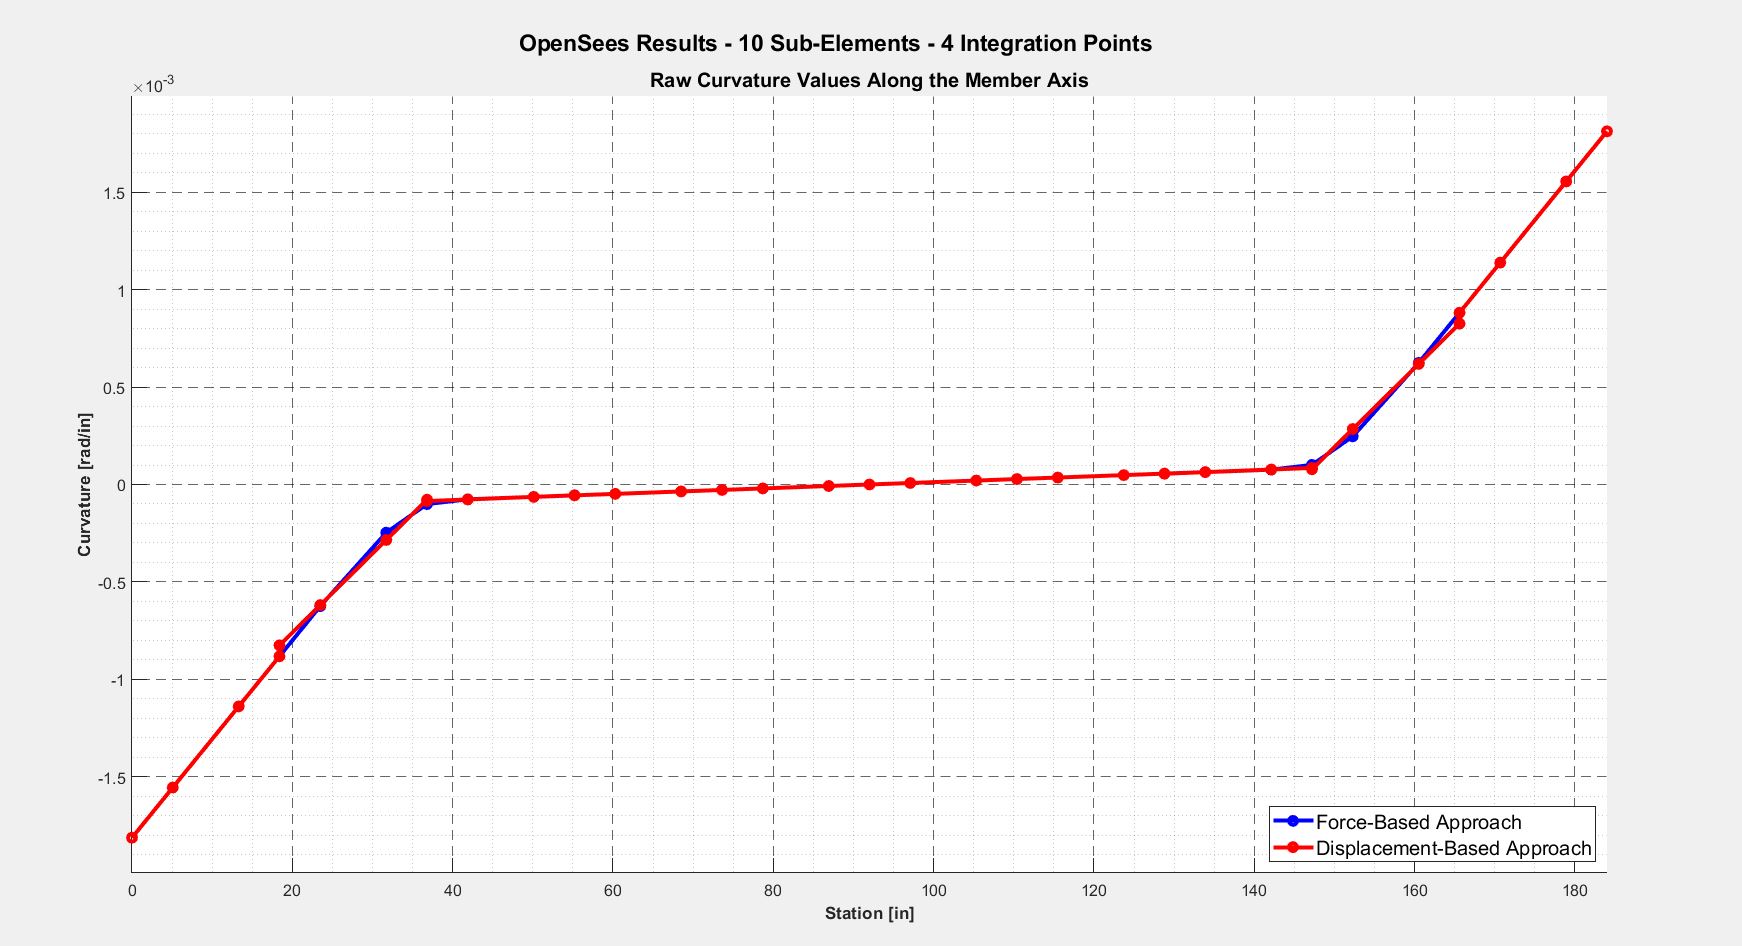 OpenSees Results - 10 Sub-Elements - 4 Integration Points
Raw Curvature Values Along the Member Axis
×10-3
1.5
1
0.5
0
-0.5
-1
-1.5
Curvature [rad/in]
0 20 40 60 80 100 120 140 160 180
Station [in]
Force-Based Approach
Displacement-Based Approach